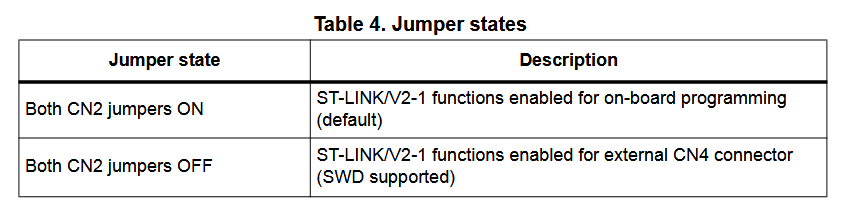 Table 4. Jumper states
Jumper state
Description
Both CN2 jumpers ON
ST-LINK/V2-1 functions enabled for on-board programming
(default)
Both CN2 jumpers OFF
ST-LINK/V2-1 functions enabled for external CN4 connector
(SWD supported)